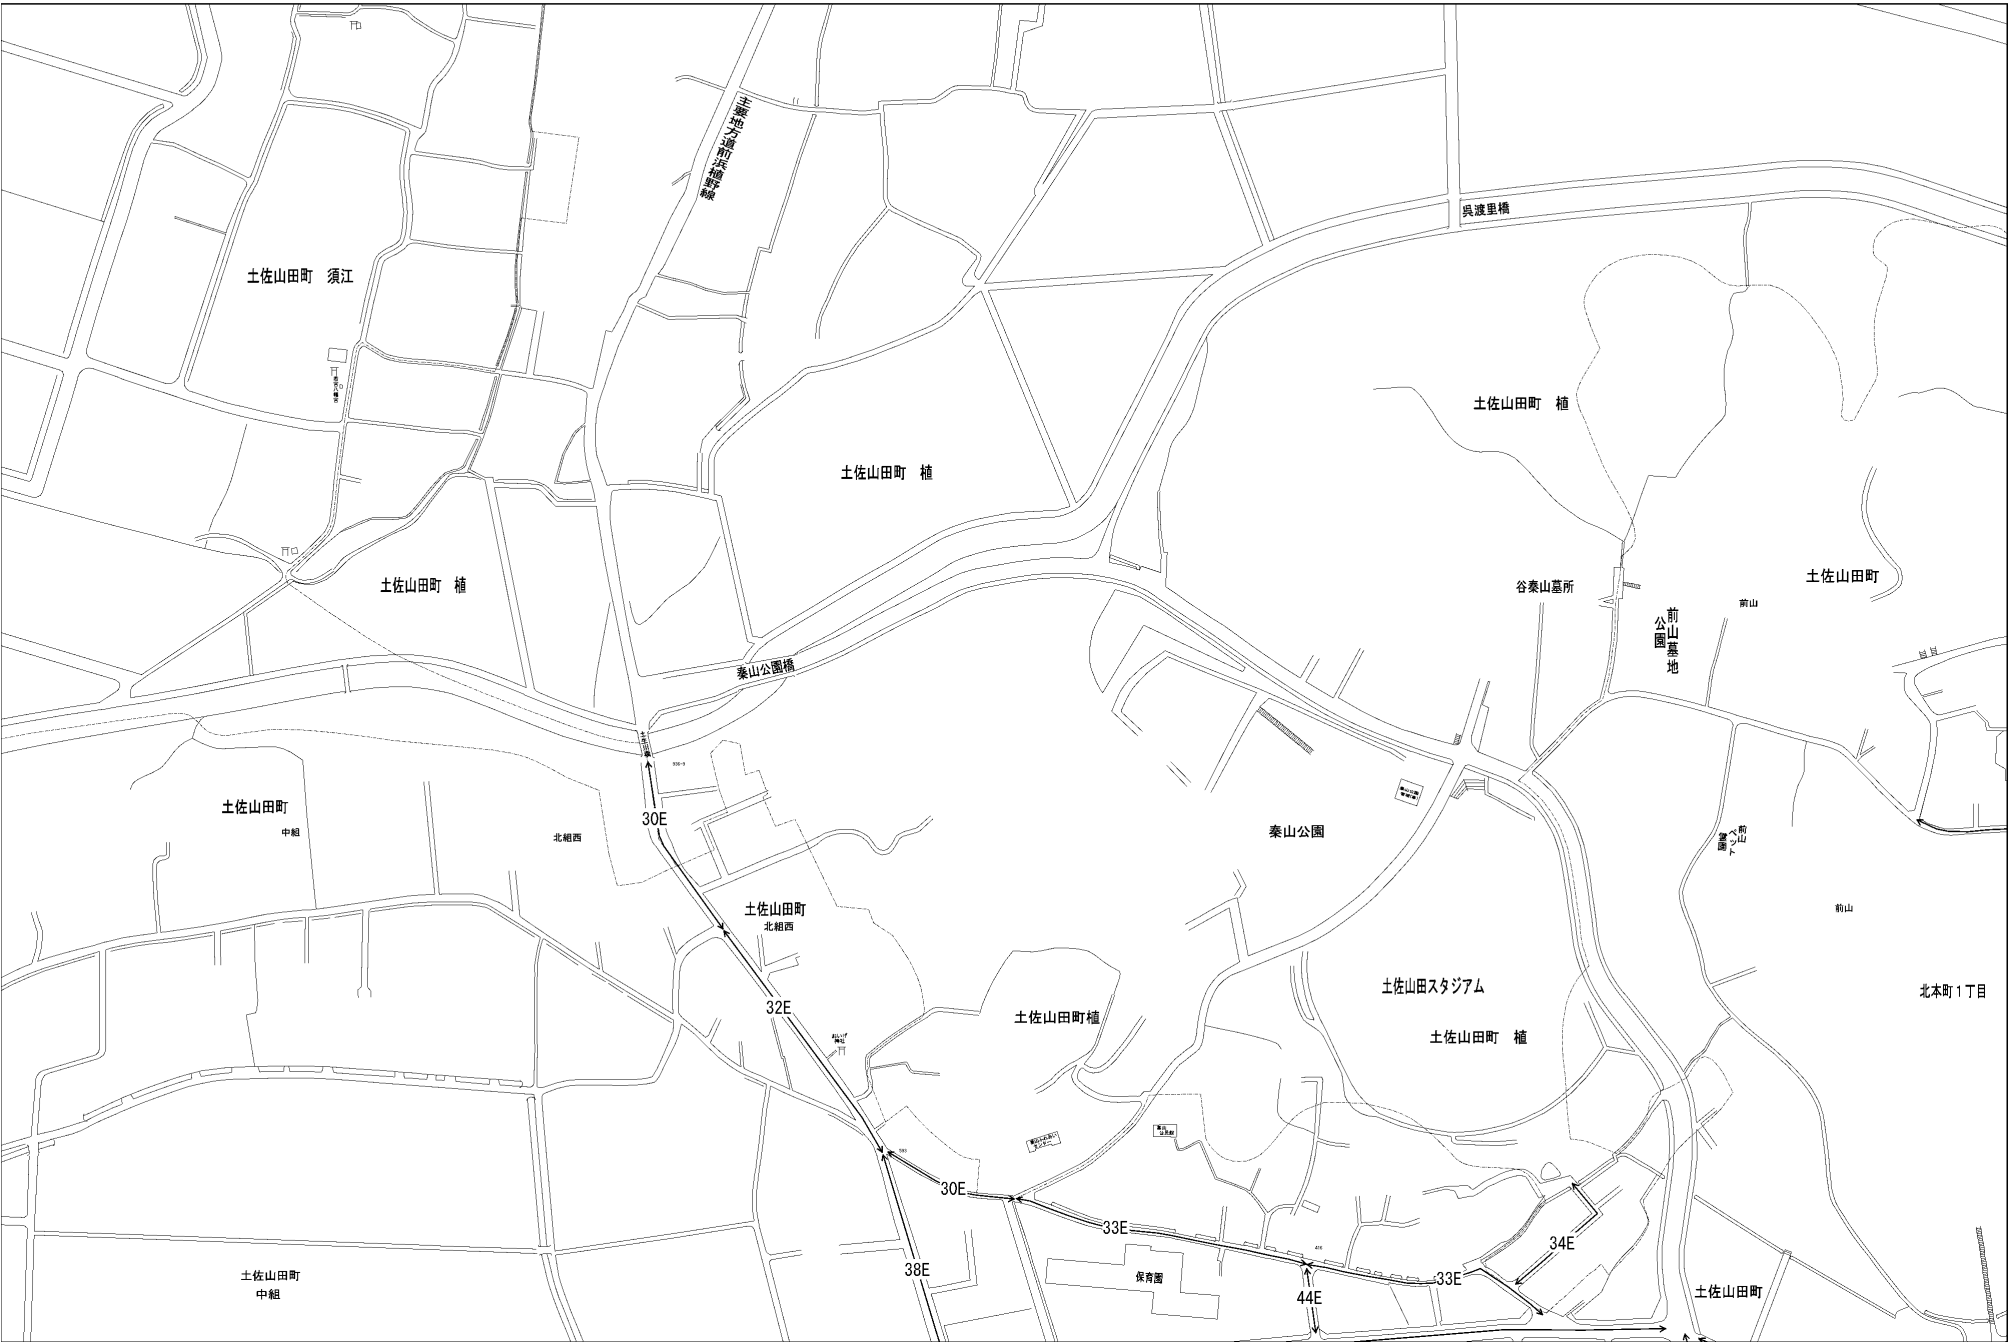 主要地方道前浜植野線
呉渡里橋
土佐山田町　須江
土佐山田町　植
土佐山田町　植
土佐山田町　植
谷秦山墓所
土佐山田町
前山
前山墓地
公園
秦山公園橋
936-9
土佐山田町
中組
北組西
30E
秦山公園
前山
ペット
霊園
土佐山田町
北組西
前山
北本町１丁目
土佐山田スタジアム
32E
土佐山田町植
土佐山田町　植
593
30E
33E
34E
38E
保育園
33E
416
44E
土佐山田町
中組
土佐山田町